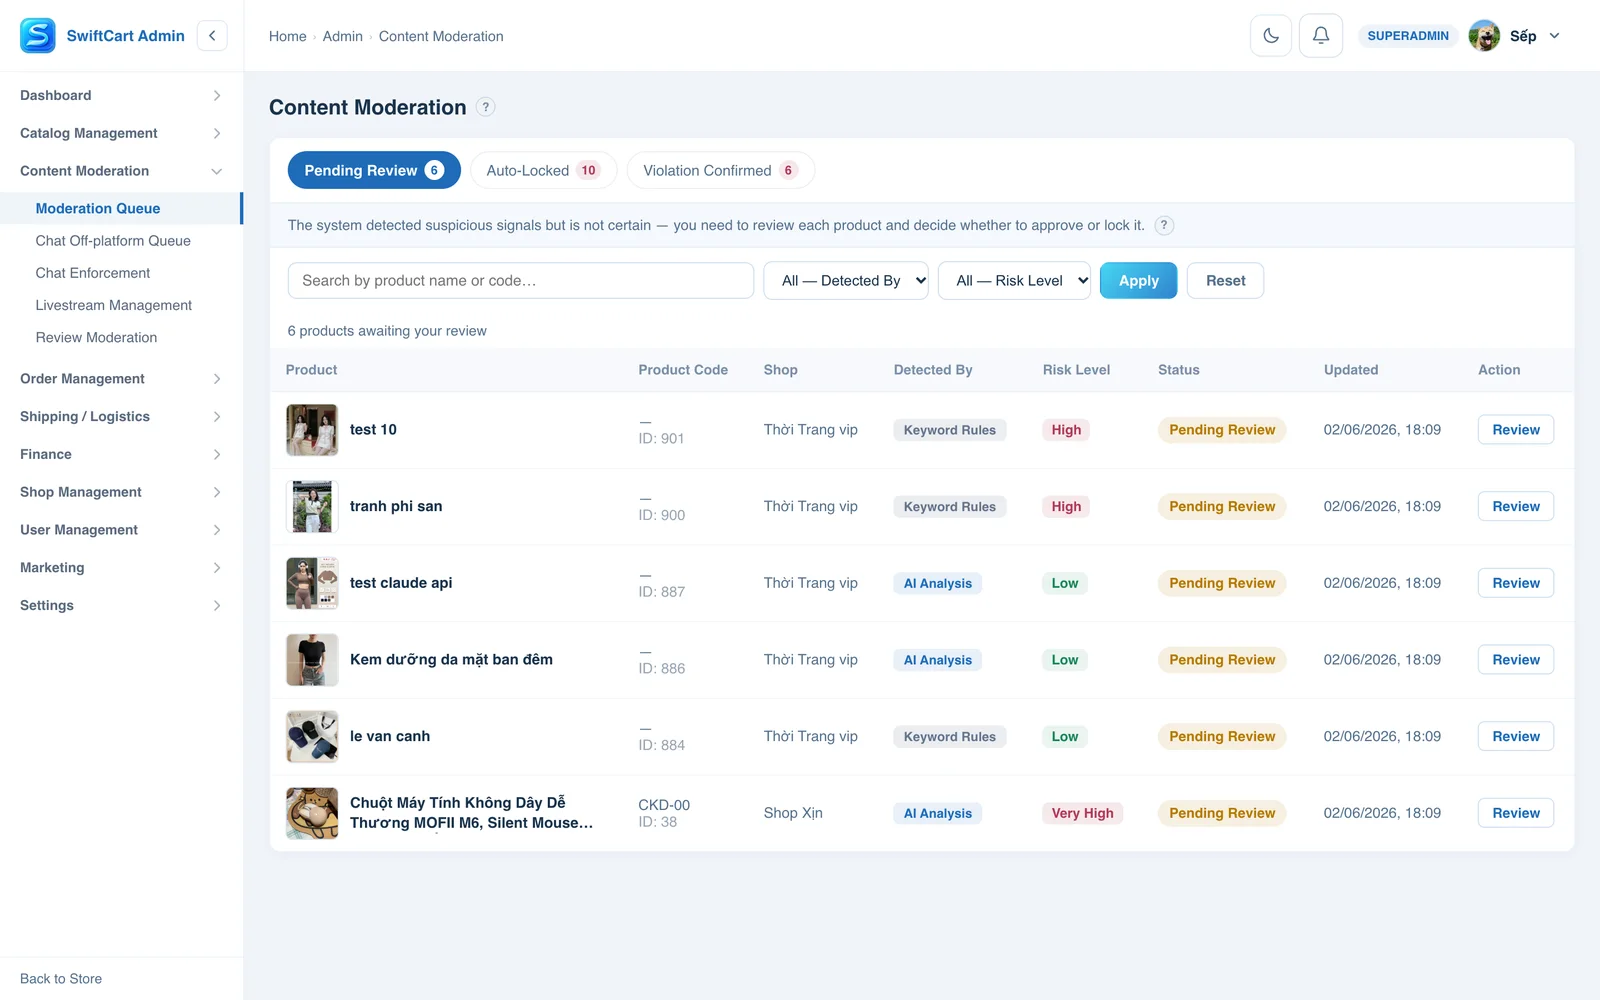 SwiftCart Admin
Home › Admin › Content Moderation
SUPERADMIN
Sếp
Dashboard
Catalog Management
Content Moderation
Moderation Queue
Chat Off-platform Queue
Chat Enforcement
Livestream Management
Review Moderation
Order Management
Shipping / Logistics
Finance
Shop Management
User Management
Marketing
Settings
Back to Store
Content Moderation ?
Pending Review 6
Auto-Locked 10
Violation Confirmed 6
The system detected suspicious signals but is not certain — you need to review each product and decide whether to approve or lock it. ?
Search by product name or code…
All — Detected By
All — Risk Level
Apply
Reset
6 products awaiting your review
Product Product Code Shop Detected By Risk Level Status Updated Action
test 10 — Thời Trang vip Keyword Rules High Pending Review 02/06/2026, 18:09 Review
ID: 901
tranh phi san — Thời Trang vip Keyword Rules High Pending Review 02/06/2026, 18:09 Review
ID: 900
test claude api — Thời Trang vip AI Analysis Low Pending Review 02/06/2026, 18:09 Review
ID: 887
Kem dưỡng da mặt ban đêm — Thời Trang vip AI Analysis Low Pending Review 02/06/2026, 18:09 Review
ID: 886
le van canh — Thời Trang vip Keyword Rules Low Pending Review 02/06/2026, 18:09 Review
ID: 884
Chuột Máy Tính Không Dây Dễ CKD-00 Shop Xịn AI Analysis Very High Pending Review 02/06/2026, 18:09 Review
Thương MOFII M6, Silent Mouse… ID: 38